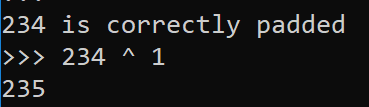 234 is correctly padded
>>> 234 ^ 1
235